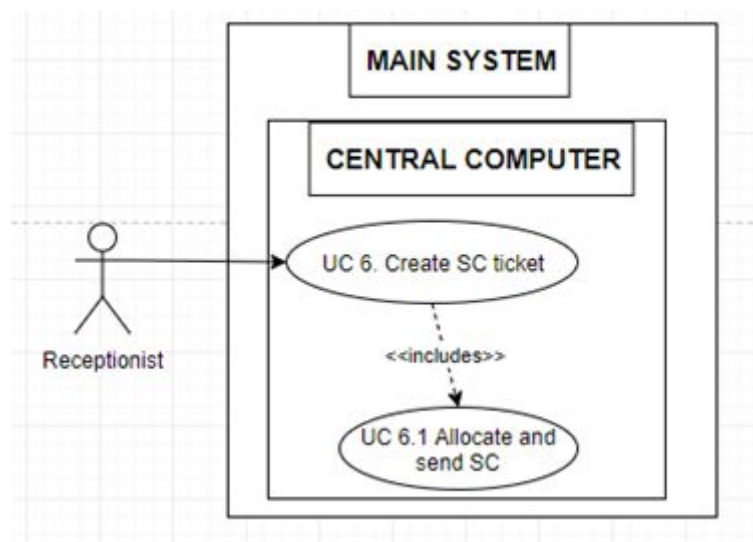 MAIN SYSTEM
CENTRAL COMPUTER
UC 6. Create SC ticket
Receptionist
<<includes>>
UC 6.1 Allocate and
send SC